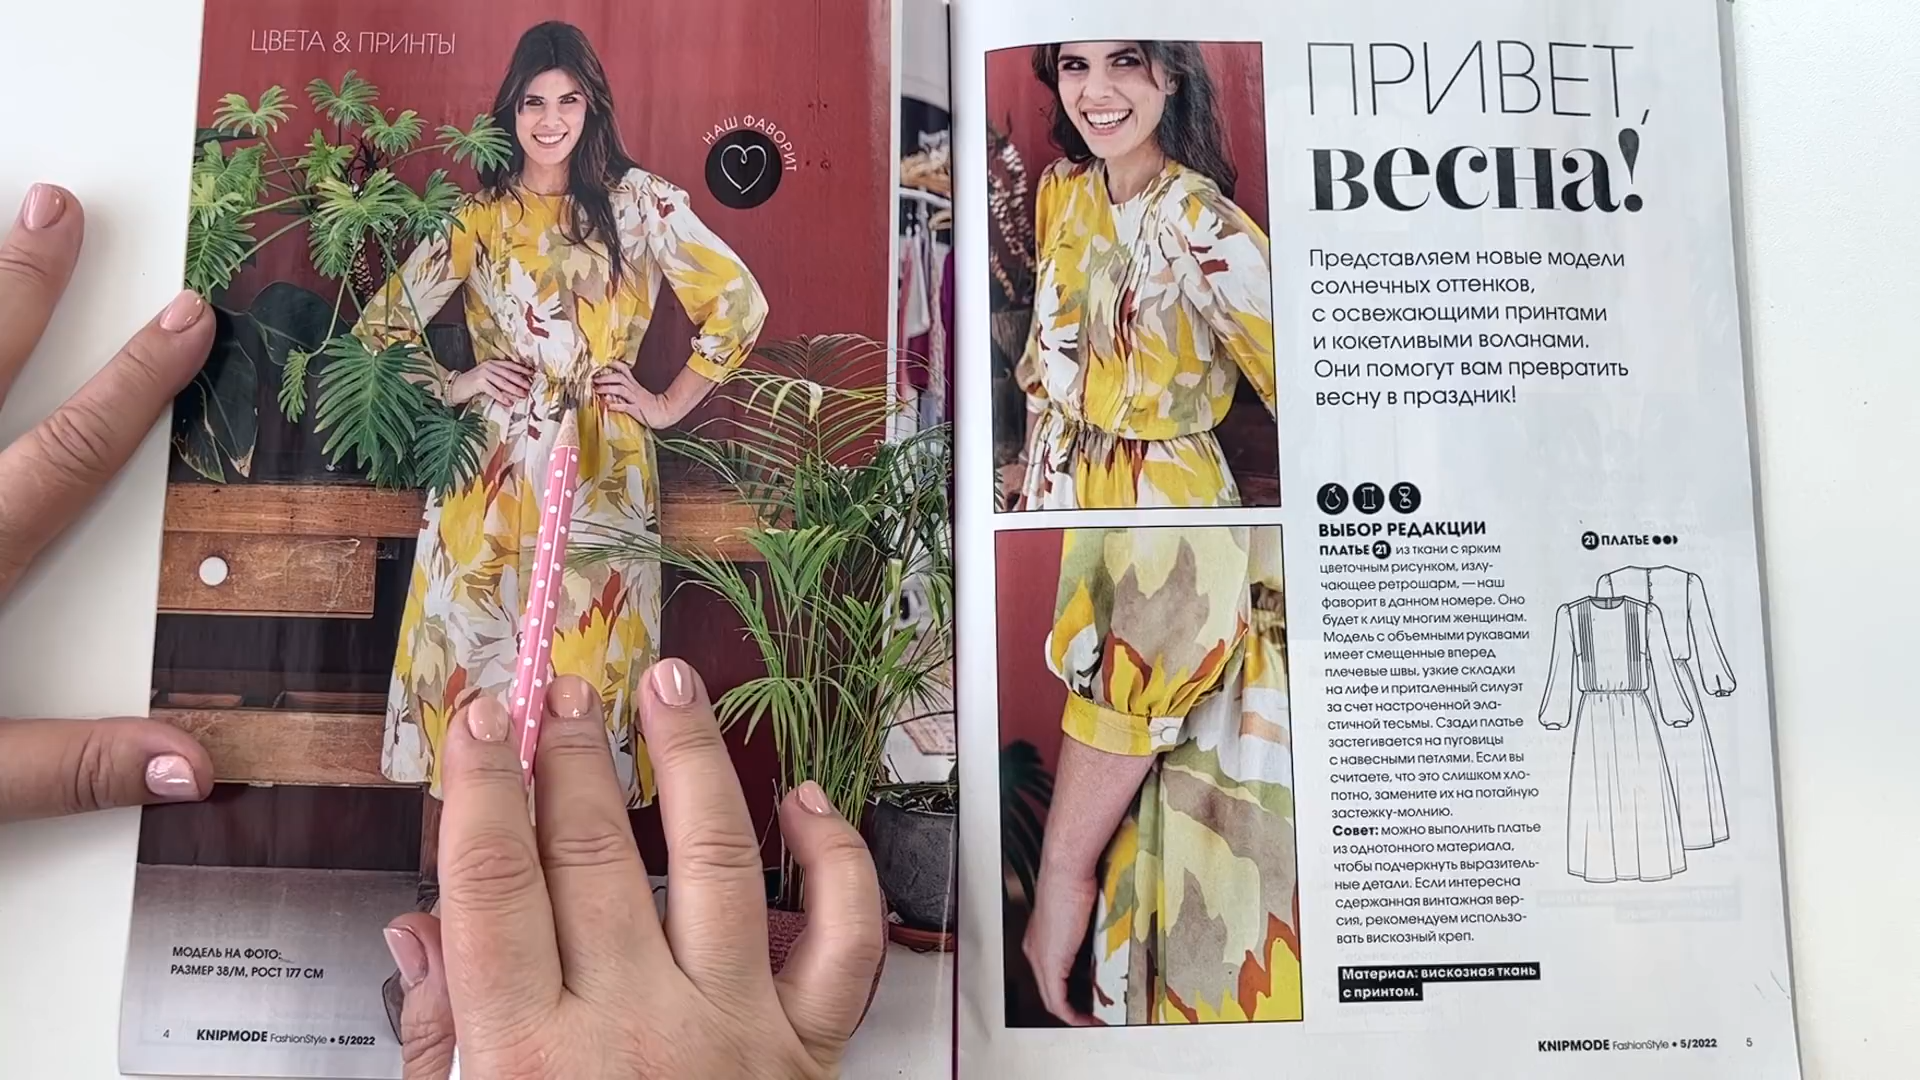 ЦВЕТА & ПРИНТЫ
НАШ ФАВОРИТ
МОДЕЛЬ НА ФОТО:
РАЗМЕР 38/M, РОСТ 177 СМ
4 KNIPMODE FashionStyle • 5/2022
ПРИВЕТ,
весна!
Представляем новые модели
солнечных оттенков,
с освежающими принтами
и кокетливыми воланами.
Они помогут вам превратить
весну в праздник!
ВЫБОР РЕДАКЦИИ
ПЛАТЬЕ 21 из ткани с ярким
цветочным рисунком, излу-
чающее ретрошарм, — наш
фаворит в данном номере. Оно
будет к лицу многим женщинам.
Модель с объемными рукавами
имеет смещенные вперед
плечевые швы, узкие складки
на лифе и приталенный силуэт
за счет настроченной эла-
стичной тесьмы. Сзади платье
застегивается на пуговицы
с навесными петлями. Если вы
считаете, что это слишком хло-
потно, замените их на потайную
застежку-молнию.
Совет: можно выполнить платье
из однотонного материала,
чтобы подчеркнуть выразитель-
ные детали. Если интересна
сдержанная винтажная вер-
сия, рекомендуем использо-
вать вискозный креп.
Материал: вискозная ткань
с принтом.
21 ПЛАТЬЕ
KNIPMODE FashionStyle • 5/2022 5